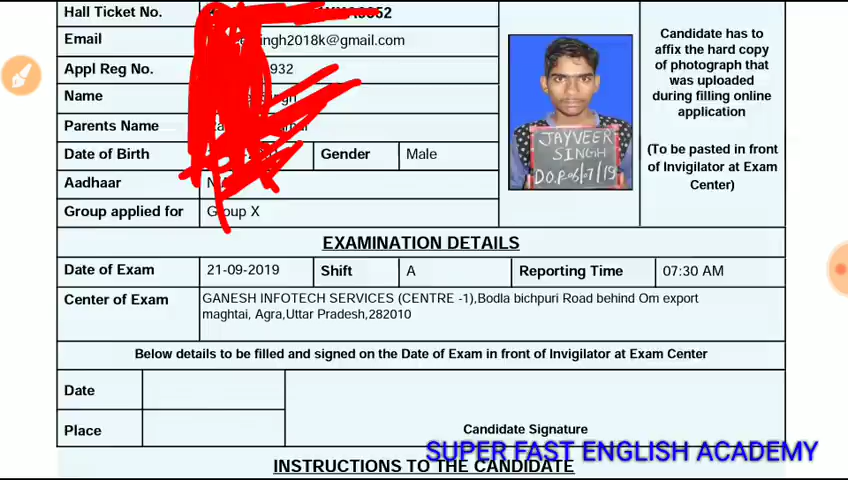 Hall Ticket No.
Email
singh2018k@gmail.com
Appl Reg No.
932
Name
Parents Name
Date of Birth
Gender
Male
Aadhaar
Group applied for
Group X
Candidate has to
affix the hard copy
of photograph that
was uploaded
during filling online
application
(To be pasted in front
of Invigilator at Exam
Center)
JAYVEER
SINGH
D.O.P 05/07/19
EXAMINATION DETAILS
Date of Exam
21-09-2019
Shift
A
Reporting Time
07:30 AM
Center of Exam
GANESH INFOTECH SERVICES (CENTRE -1),Bodla bichpuri Road behind Om export
maghtai, Agra,Uttar Pradesh,282010
Below details to be filled and signed on the Date of Exam in front of Invigilator at Exam Center
Date
Place
Candidate Signature
SUPER FAST ENGLISH ACADEMY
INSTRUCTIONS TO THE CANDIDATE